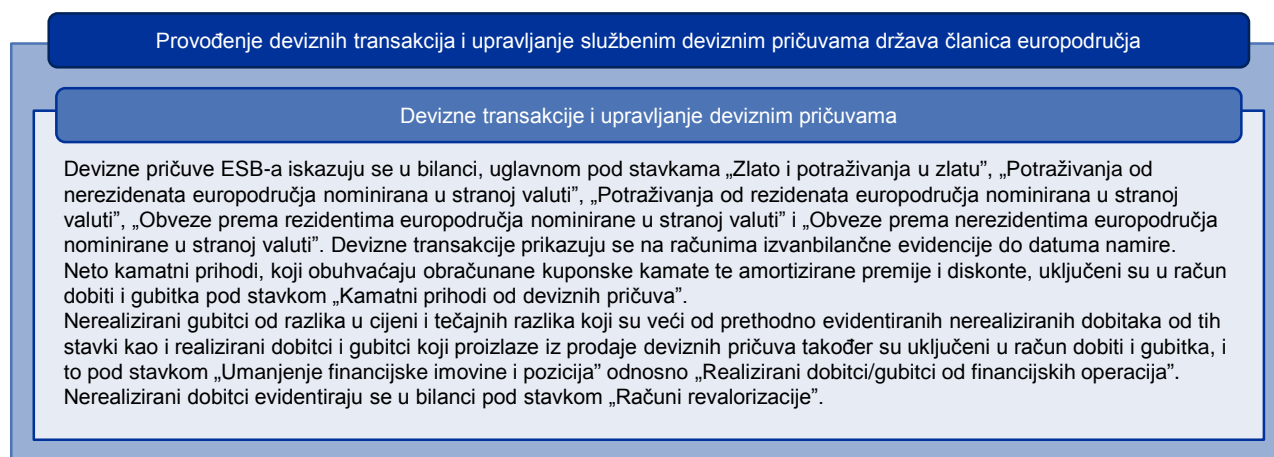 Provođenje deviznih transakcija i upravljanje službenim deviznim pričuvama država članica europodručja
Devizne transakcije i upravljanje deviznim pričuvama
Devizne pričuve ESB-a iskazuju se u bilanci, uglavnom pod stavkama „Zlato i potraživanja u zlatu”, „Potraživanja od
nerezidenata europodručja nominirana u stranoj valuti”, „Potraživanja od rezidenata europodručja nominirana u stranoj
valuti”, „Obveze prema rezidentima europodručja nominirane u stranoj valuti” i „Obveze prema nerezidentima europodručja
nominirane u stranoj valuti”. Devizne transakcije prikazuju se na računima izvanbilančne evidencije do datuma namire.
Neto kamatni prihodi, koji obuhvaćaju obračunane kuponske kamate te amortizirane premije i diskonte, uključeni su u račun
dobiti i gubitka pod stavkom „Kamatni prihodi od deviznih pričuva”.
Nerealizirani gubitci od razlika u cijeni i tečajnih razlika koji su veći od prethodno evidentiranih nerealiziranih dobitaka od tih
stavki kao i realizirani dobitci i gubitci koji proizlaze iz prodaje deviznih pričuva također su uključeni u račun dobiti i gubitka, i
to pod stavkom „Umanjenje financijske imovine i pozicija” odnosno „Realizirani dobitci/gubitci od financijskih operacija”.
Nerealizirani dobitci evidentiraju se u bilanci pod stavkom „Računi revalorizacije”.